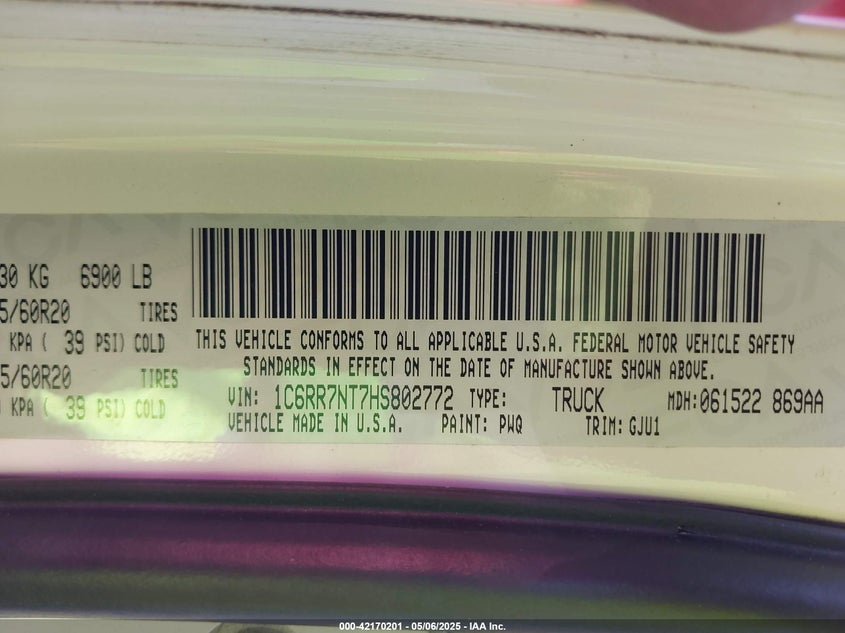 30 KG 6900 LB
5/60R20 TIRES
KPA ( 39 PSI) COLD
5/60R20 TIRES
KPA ( 39 PSI) COLD
THIS VEHICLE CONFORMS TO ALL APPLICABLE U.S.A. FEDERAL MOTOR VEHICLE SAFETY
STANDARDS IN EFFECT ON THE DATE OF MANUFACTURE SHOWN ABOVE.
VIN: 1C6RR7NT7HS802772 TYPE: TRUCK MDH:061522 869AA
VEHICLE MADE IN U.S.A. PAINT: PWQ TRIM: GJU1
000-42170201 - 05/06/2025 - IAA Inc.